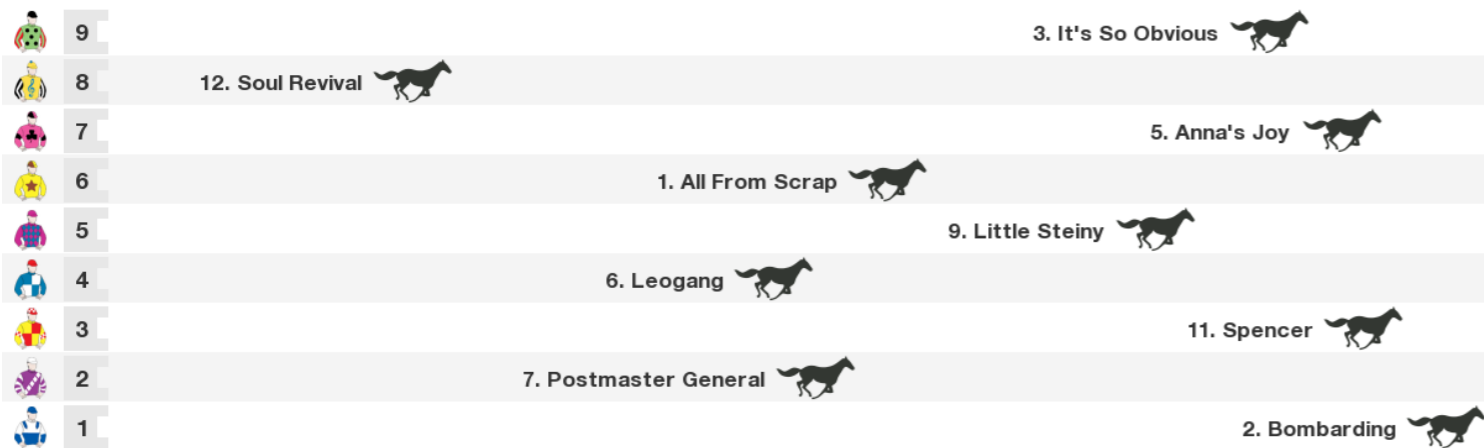 9 3. It's So Obvious
8 12. Soul Revival
7 5. Anna's Joy
6 1. All From Scrap
5 9. Little Steiny
4 6. Leogang
3 11. Spencer
2 7. Postmaster General
1 2. Bombarding